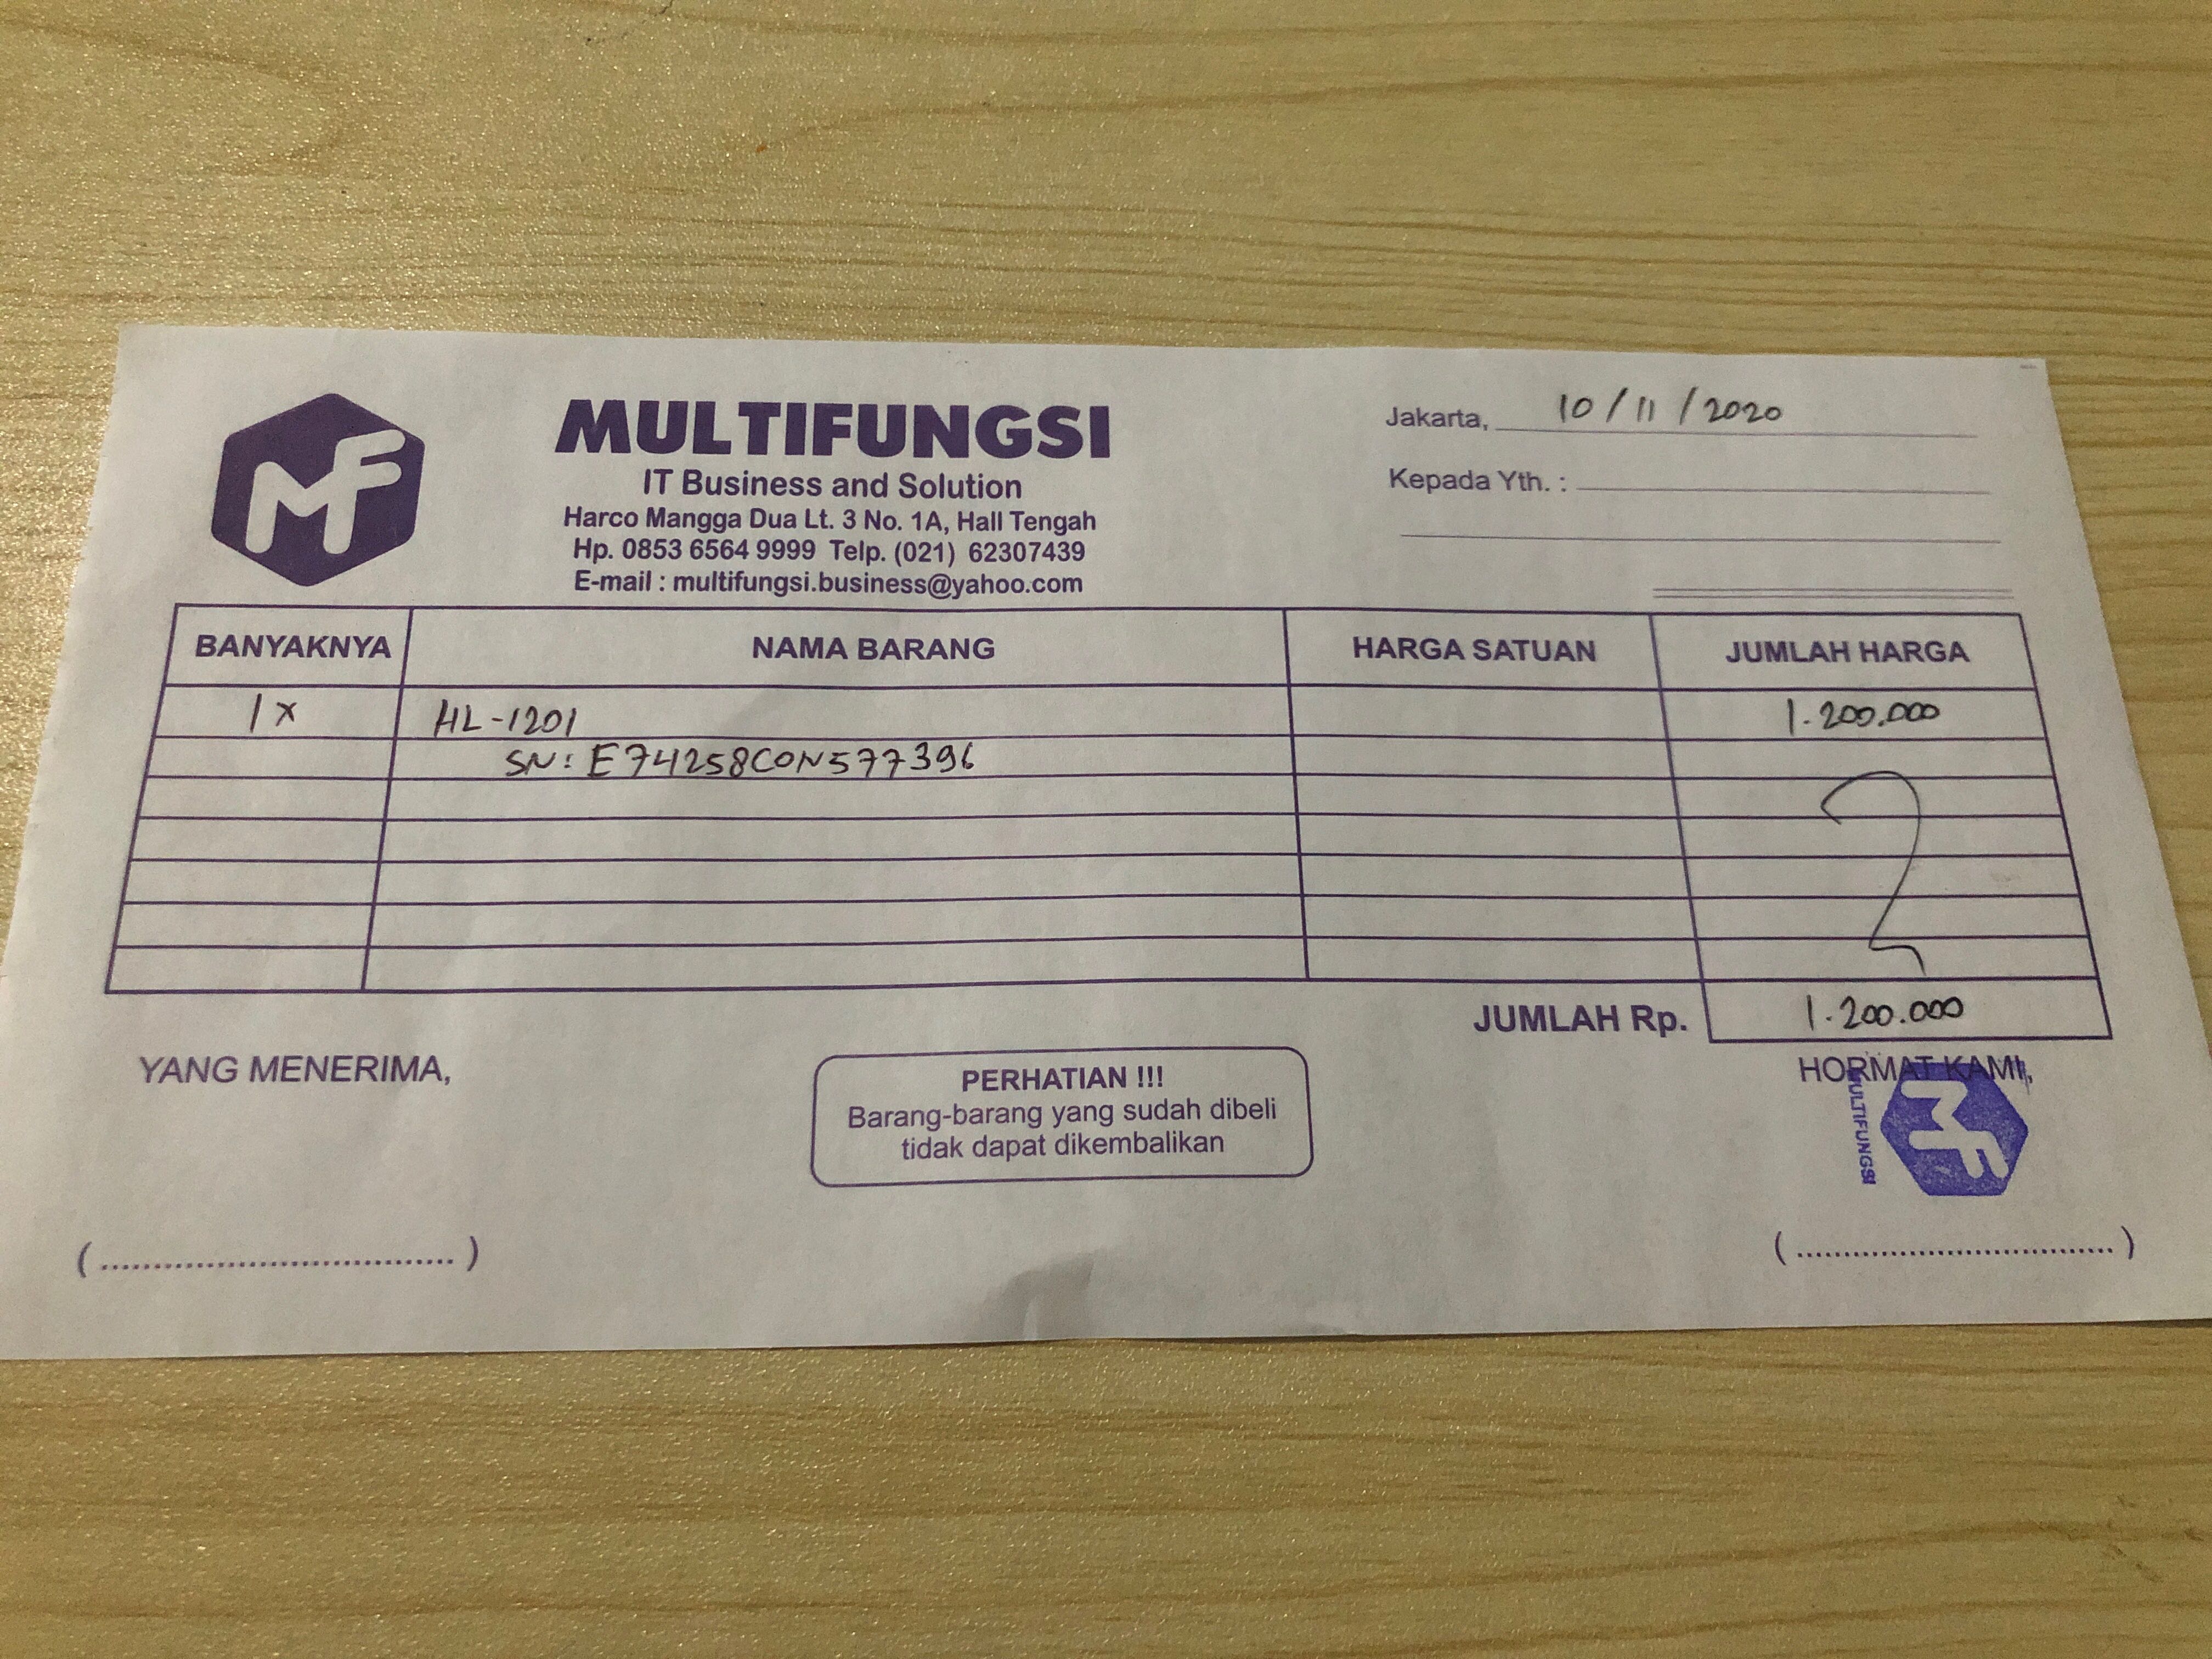 MF
MULTIFUNGSI
IT Business and Solution
Harco Mangga Dua Lt. 3 No. 1A, Hall Tengah
Hp. 0853 6564 9999 Telp. (021) 62307439
E-mail : multifungsi.business@yahoo.com
Jakarta, 10/11/2020
Kepada Yth. :
BANYAKNYA NAMA BARANG HARGA SATUAN JUMLAH HARGA
1x HL-1201 1.200.000
SN: E74258CON577396
JUMLAH Rp. 1.200.000
YANG MENERIMA,
PERHATIAN !!!
Barang-barang yang sudah dibeli
tidak dapat dikembalikan
HORMAT KAMI,
MF
MULTIFUNGSI
(..................................)
(..................................)